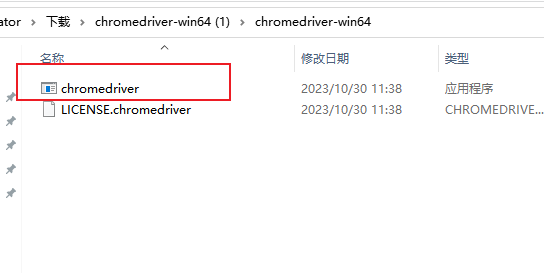 ator › 下载 › chromedriver-win64 (1) › chromedriver-win64
名称 修改日期 类型
chromedriver 2023/10/30 11:38 应用程序
LICENSE.chromedriver 2023/10/30 11:38 CHROMEDRIVE...